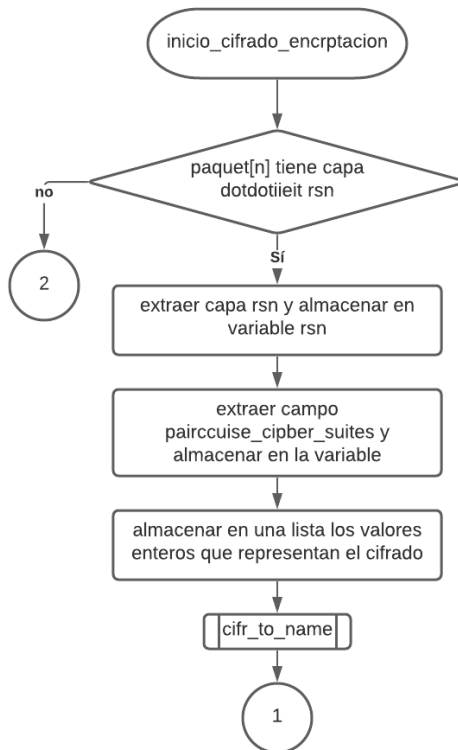 inicio_cifrado_encrptacion
paquet[n] tiene capa
dotdotiieit rsn
no
2
Sí
extraer capa rsn y almacenar en
variable rsn
extraer campo
pairccuise_cipber_suites y
almacenar en la variable
almacenar en una lista los valores
enteros que representan el cifrado
cifr_to_name
1